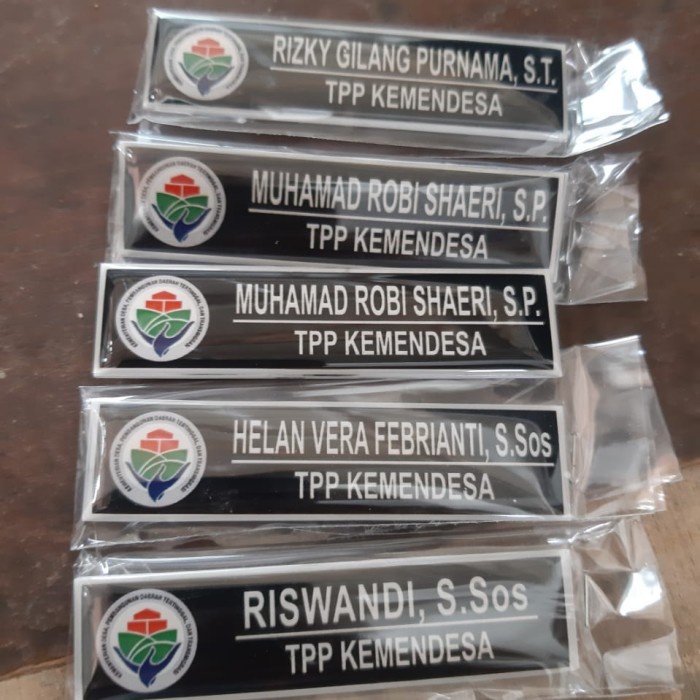 RIZKY GILANG PURNAMA, S.T.
TPP KEMENDESA
MUHAMAD ROBI SHAERI, S.P.
TPP KEMENDESA
MUHAMAD ROBI SHAERI, S.P.
TPP KEMENDESA
HELAN VERA FEBRIANTI, S.Sos
TPP KEMENDESA
RISWANDI, S.Sos
TPP KEMENDESA